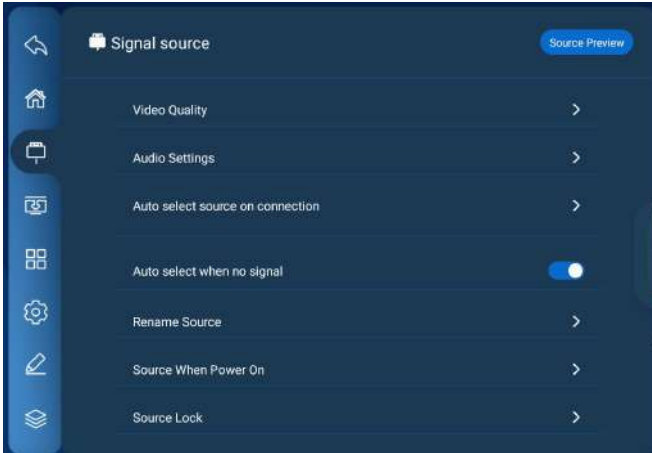 Signal source
Source Preview
Video Quality
Audio Settings
Auto select source on connection
Auto select when no signal
Rename Source
Source When Power On
Source Lock